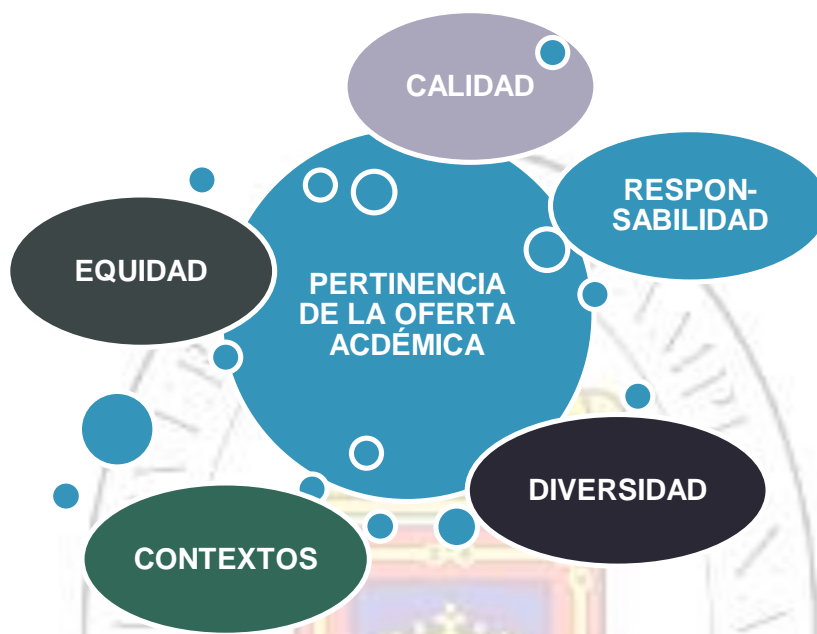 CALIDAD
RESPON-
SABILIDAD
EQUIDAD
PERTINENCIA
DE LA OFERTA
ACDÉMICA
DIVERSIDAD
CONTEXTOS